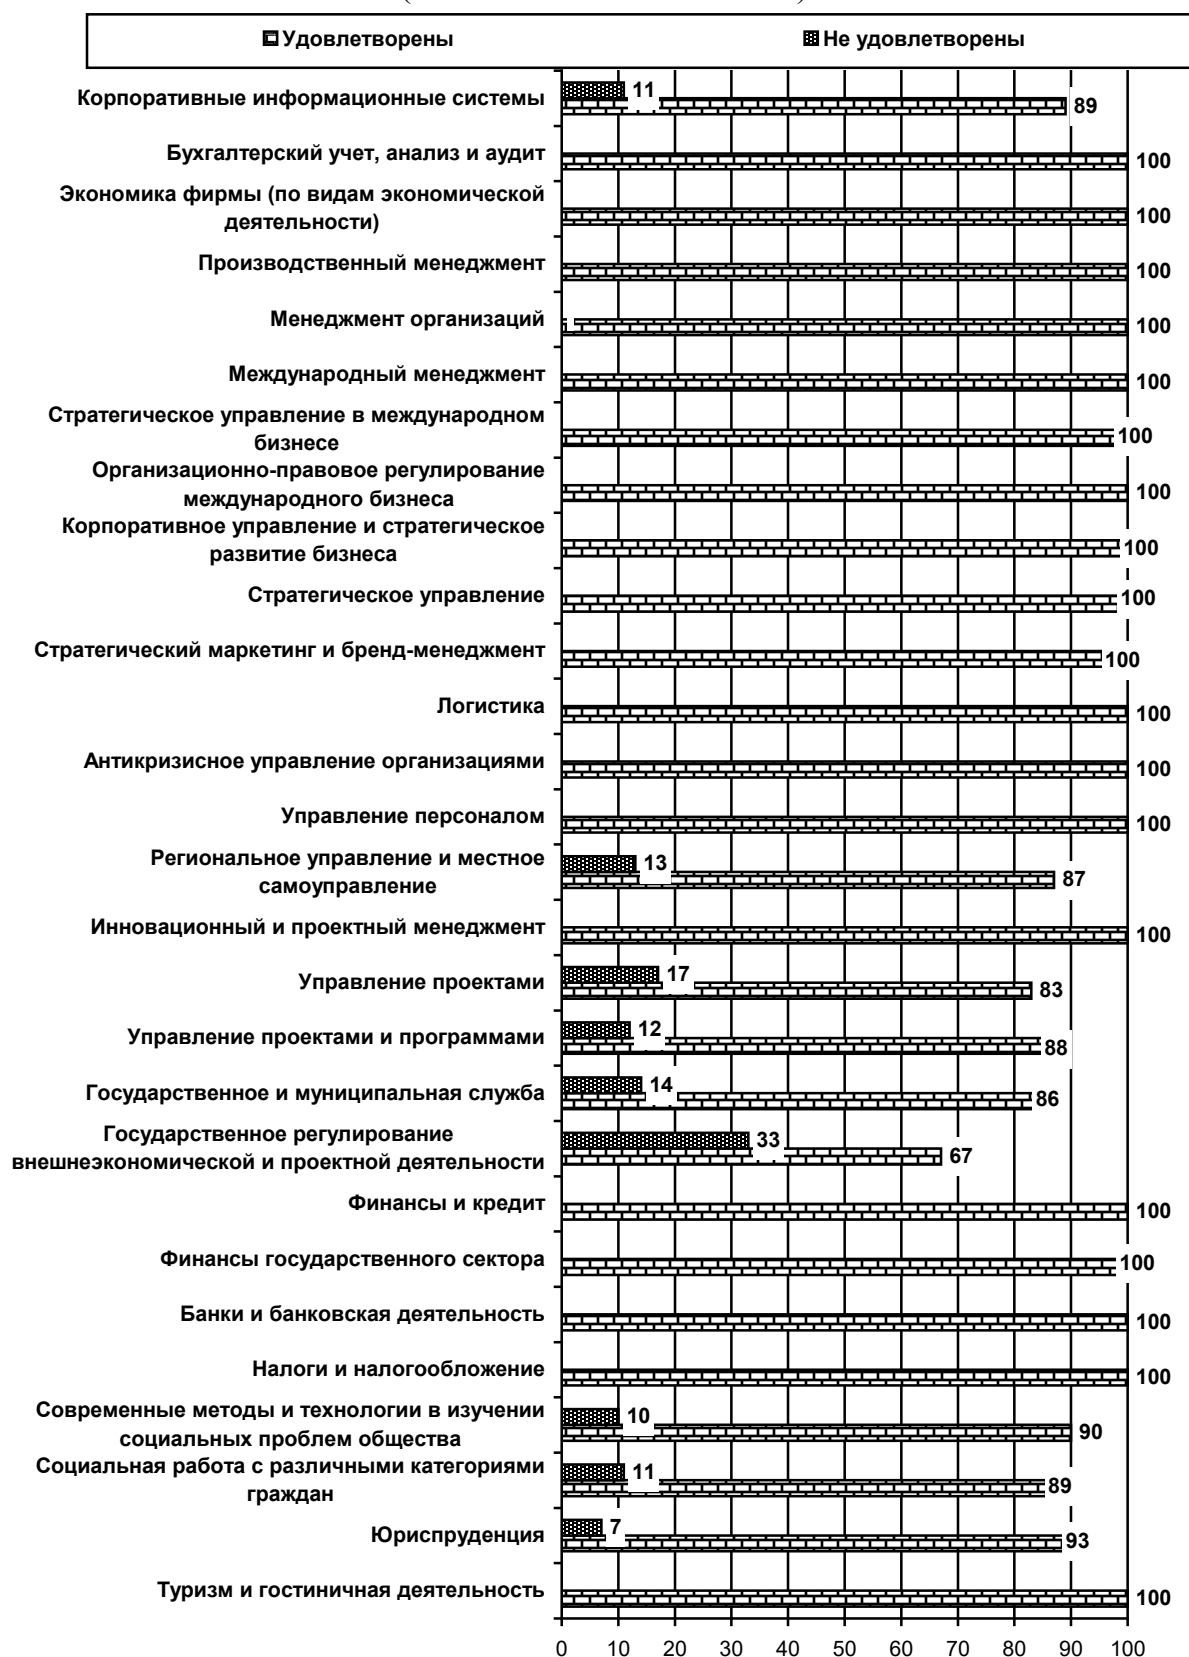 Удовлетворены Не удовлетворены
Корпоративные информационные системы 11 89
Бухгалтерский учет, анализ и аудит 100
Экономика фирмы (по видам экономической
деятельности) 100
Производственный менеджмент 100
Менеджмент организаций 100
Международный менеджмент 100
Стратегическое управление в международном
бизнесе 100
Организационно-правовое регулирование
международного бизнеса 100
Корпоративное управление и стратегическое
развитие бизнеса 100
Стратегическое управление 100
Стратегический маркетинг и бренд-менеджмент 100
Логистика 100
Антикризисное управление организациями 100
Управление персоналом 100
Региональное управление и местное 13
самоуправление 87
Инновационный и проектный менеджмент 100
Управление проектами 17 83
Управление проектами и программами 12 88
Государственное и муниципальная служба 14 86
Государственное регулирование 33
внешнеэкономической и проектной деятельности 67
Финансы и кредит 100
Финансы государственного сектора 100
Банки и банковская деятельность 100
Налоги и налогообложение 100
Современные методы и технологии в изучении 10
социальных проблем общества 90
Социальная работа с различными категориями 11
граждан 89
Юриспруденция 7 93
Туризм и гостиничная деятельность 100
0 10 20 30 40 50 60 70 80 90 100